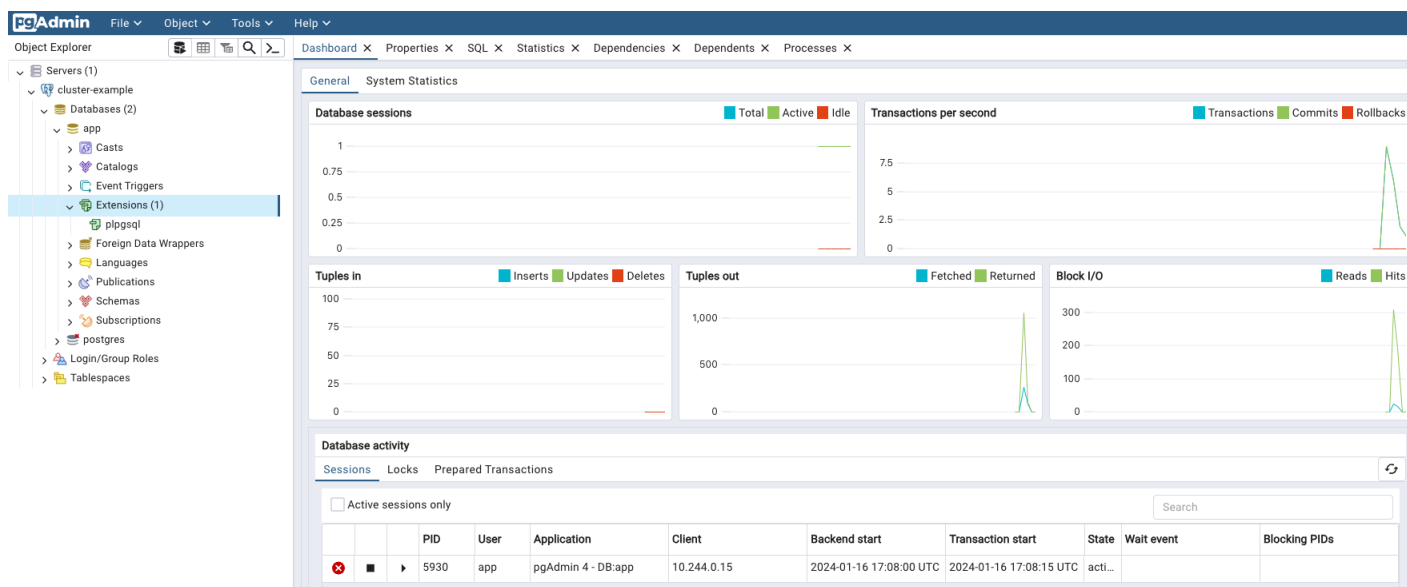 pgAdmin File Object Tools Help
Object Explorer
Servers (1)
cluster-example
Databases (2)
app
Casts
Catalogs
Event Triggers
Extensions (1)
plpgsql
Foreign Data Wrappers
Languages
Publications
Schemas
Subscriptions
postgres
Login/Group Roles
Tablespaces
Dashboard Properties SQL Statistics Dependencies Dependents Processes
General System Statistics
Database sessions Total Active Idle
1
0.75
0.5
0.25
0
Transactions per second Transactions Commits Rollbacks
7.5
5
2.5
0
Tuples in Inserts Updates Deletes
100
75
50
25
0
Tuples out Fetched Returned
1,000
500
0
Block I/O Reads Hits
300
200
100
0
Database activity
Sessions Locks Prepared Transactions
Active sessions only Search
PID User Application Client Backend start Transaction start State Wait event Blocking PIDs
5930 app pgAdmin 4 - DB:app 10.244.0.15 2024-01-16 17:08:00 UTC 2024-01-16 17:08:15 UTC acti...